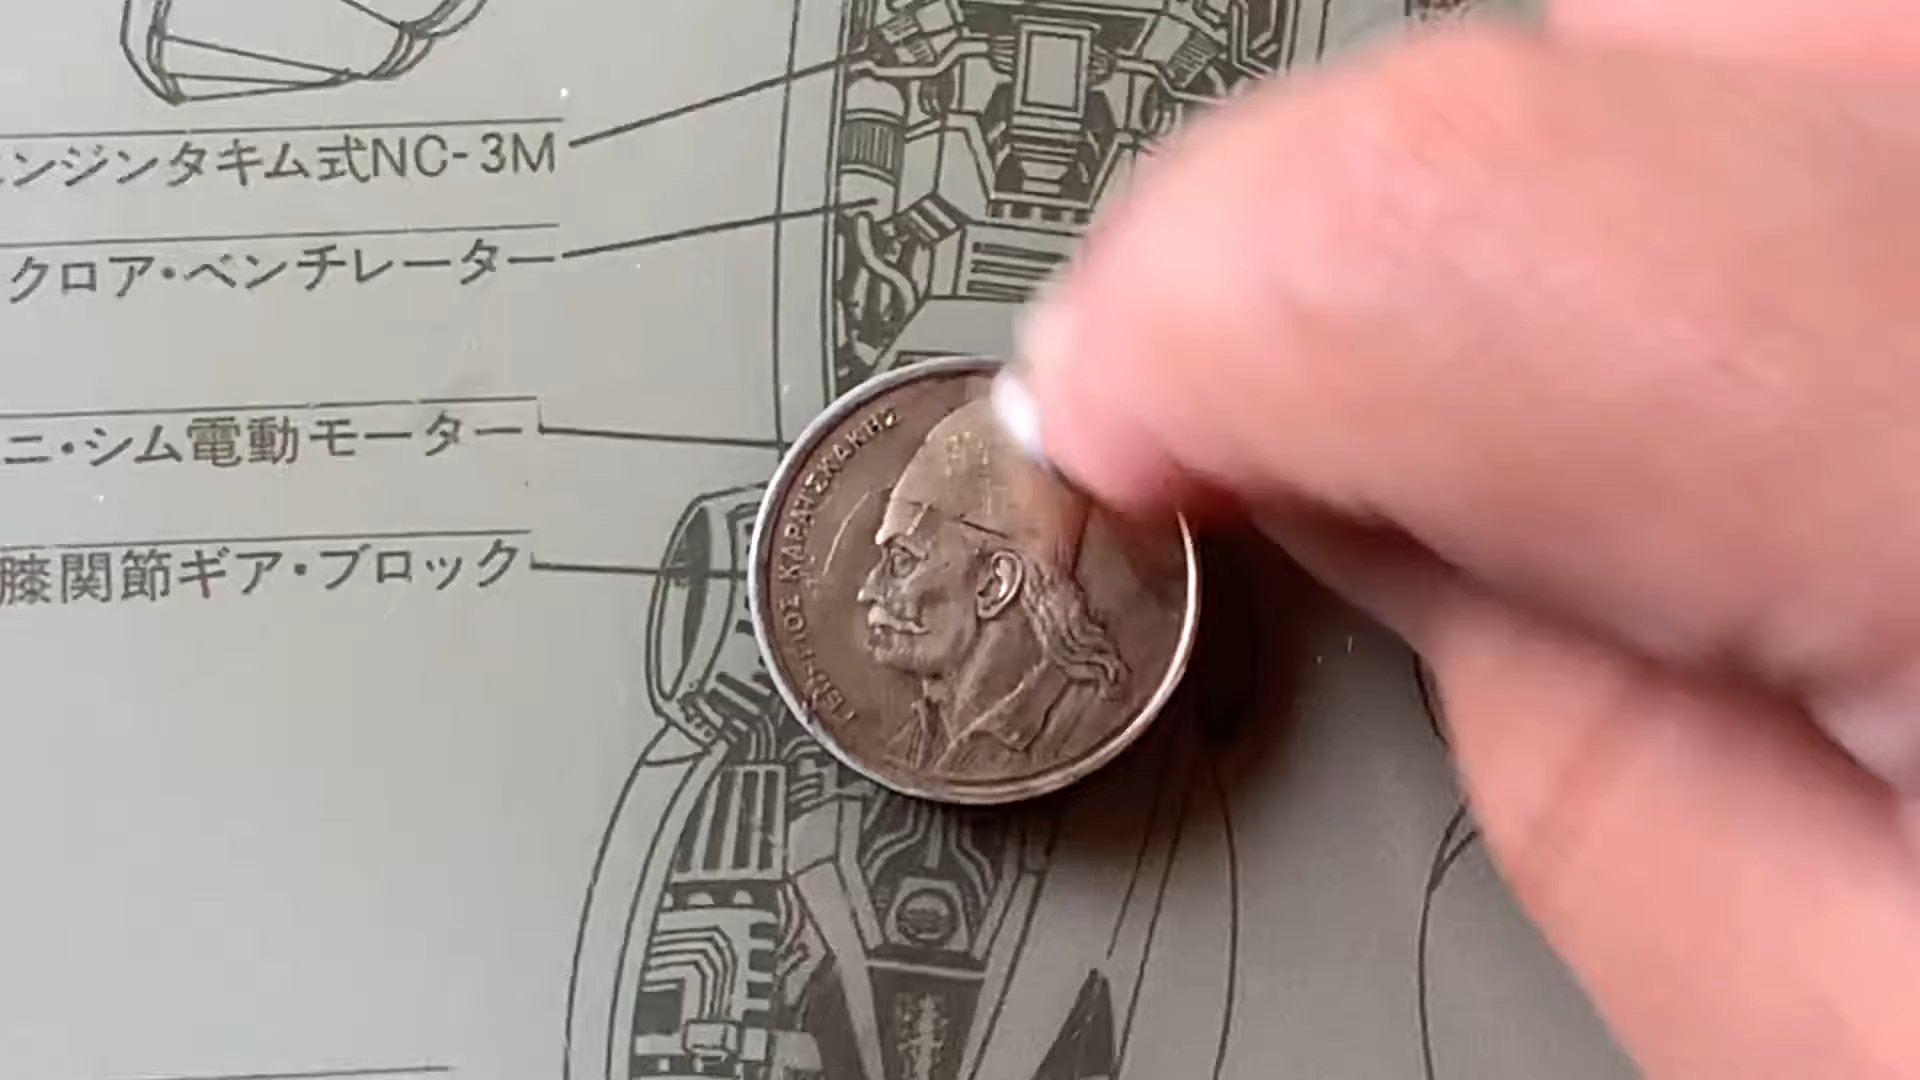 ンジンタキム式NC-3M
クロア・ベンチレーター
ニ・シム電動モーター
膝関節ギア・ブロック
ΚΑΡΑΪΣΚΑΚΗΣ